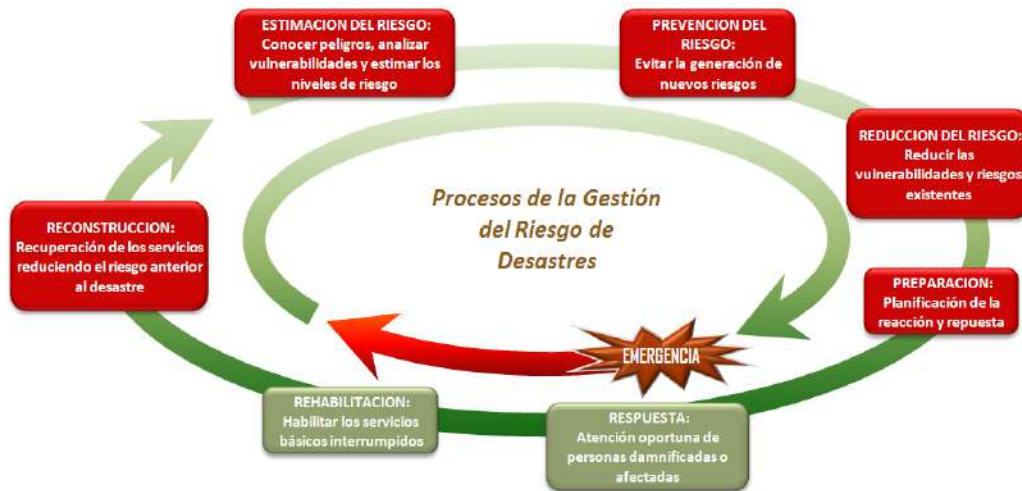 ESTIMACION DEL RIESGO:
Conocer peligros, analizar
vulnerabilidades y estimar los
niveles de riesgo
PREVENCION DEL
RIESGO:
Evitar la generación de
nuevos riesgos
REDUCCION DEL RIESGO:
Reducir las
vulnerabilidades y riesgos
existentes
PREPARACION:
Planificación de la
reacción y repuesta
RESPUESTA:
Atención oportuna de
personas damnificadas o
afectadas
REHABILITACION:
Habilitar los servicios
básicos interrumpidos
RECONSTRUCCION:
Recuperación de los servicios
reduciendo el riesgo anterior
al desastre
Procesos de la Gestión
del Riesgo de
Desastres
EMERGENCIA